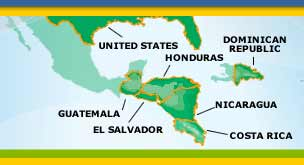 UNITED STATES
DOMINICAN
REPUBLIC
HONDURAS
GUATEMALA
NICARAGUA
EL SALVADOR
COSTA RICA